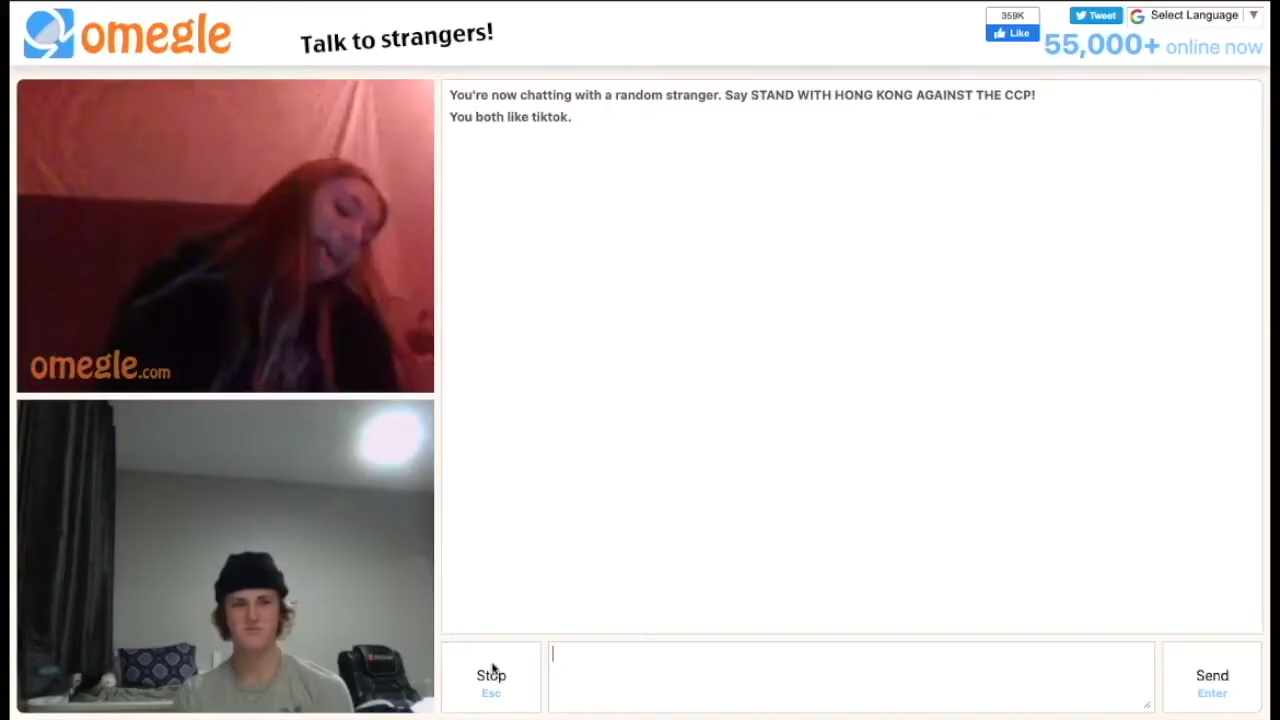 omegle
Talk to strangers!
359K
Like
Tweet
Select Language
55,000+ online now
You're now chatting with a random stranger. Say STAND WITH HONG KONG AGAINST THE CCP!
You both like tiktok.
omegle.com
Stop
Esc
Send
Enter